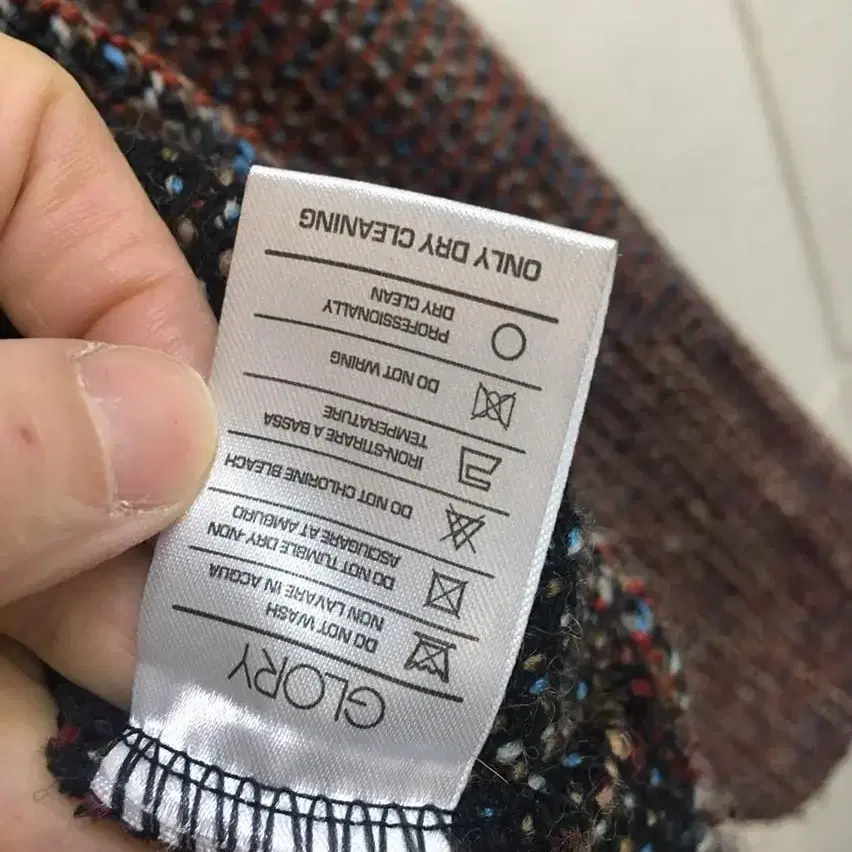 GLORY
DO NOT WASH
NON LAVARE IN ACQUA
DO NOT TUMBLE DRY-NON
ASCIUGARE AT AMBURO
DO NOT CHLORINE BLEACH
IRON-STIRARE A BASSA
TEMPERATURE
DO NOT WRING
PROFESSIONALLY
DRY CLEAN
ONLY DRY CLEANING